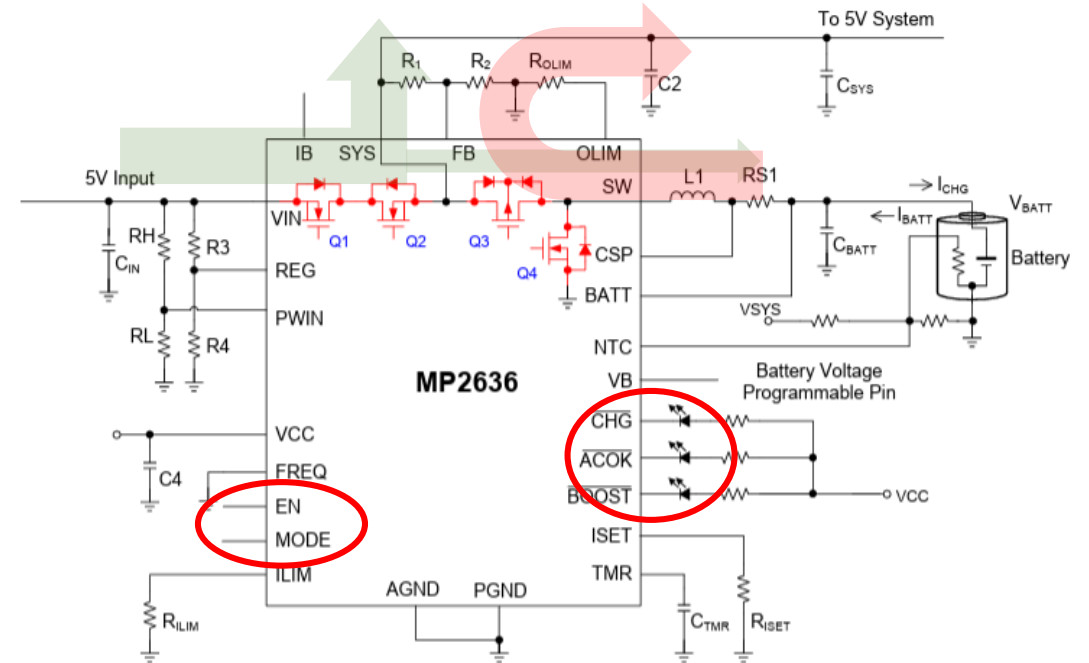 To 5V System
R1
R2
ROLIM
C2
CSYS
IB
SYS
FB
OLIM
5V Input
SW
L1
RS1
ICHG
IBATT
VBATT
VIN
Q1
Q2
Q3
Q4
RH
R3
CIN
REG
CSP
CBATT
Battery
PWIN
BATT
VSYS
RL
R4
NTC
MP2636
VB
Battery Voltage
Programmable Pin
CHG
VCC
ACOK
C4
FREQ
BOOST
VCC
EN
MODE
ISET
ILIM
TMR
AGND
PGND
RILIM
CTMR
RISET